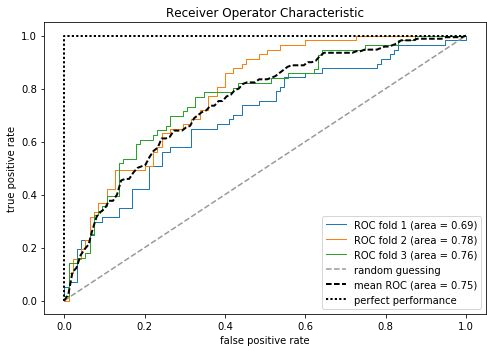 Receiver Operator Characteristic
true positive rate
1.0
0.8
0.6
0.4
0.2
0.0
ROC fold 1 (area = 0.69)
ROC fold 2 (area = 0.78)
ROC fold 3 (area = 0.76)
random guessing
mean ROC (area = 0.75)
perfect performance
0.0 0.2 0.4 0.6 0.8 1.0
false positive rate